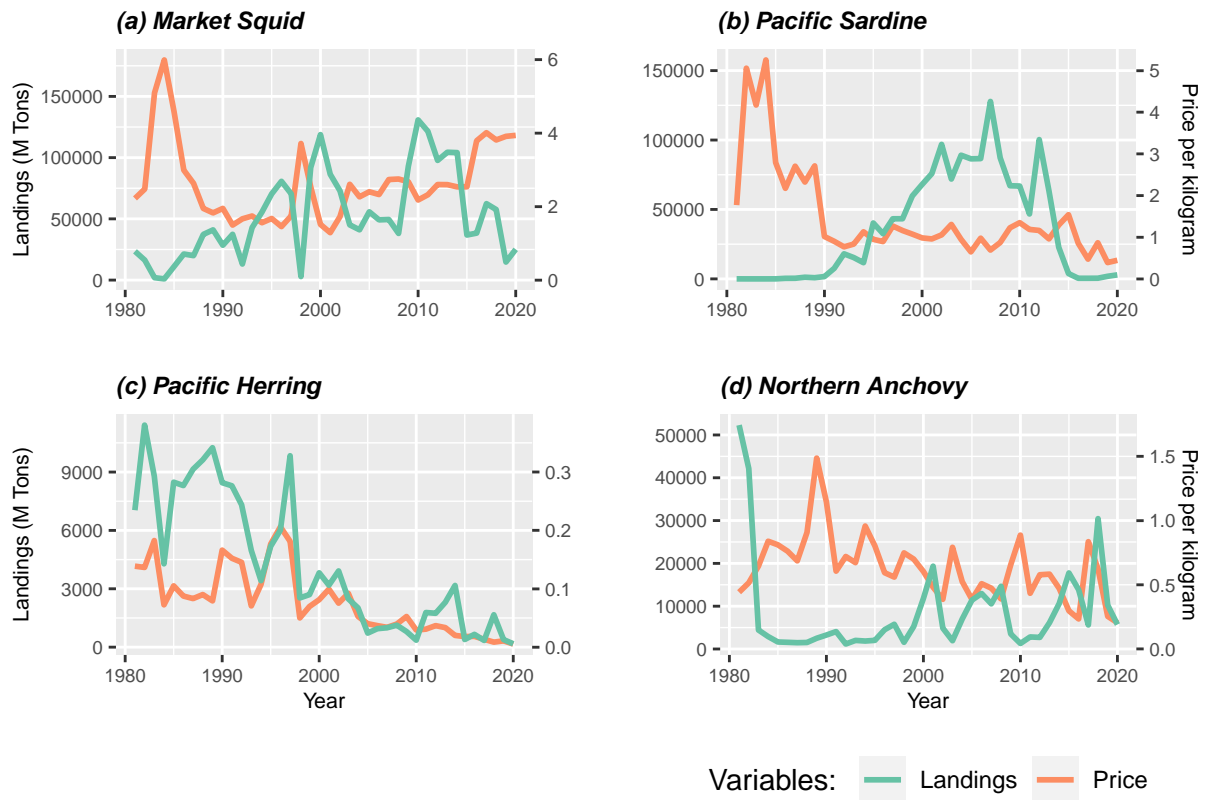 (a) Market Squid
Landings (M Tons)
150000
100000
50000
0
6
4
2
0
1980 1990 2000 2010 2020
(b) Pacific Sardine
150000
100000
50000
0
5
4
3
2
1
0
Price per kilogram
1980 1990 2000 2010 2020
(c) Pacific Herring
Landings (M Tons)
9000
6000
3000
0
0.3
0.2
0.1
0.0
1980 1990 2000 2010 2020
Year
(d) Northern Anchovy
50000
40000
30000
20000
10000
0
1.5
1.0
0.5
0.0
Price per kilogram
1980 1990 2000 2010 2020
Year
Variables: Landings Price